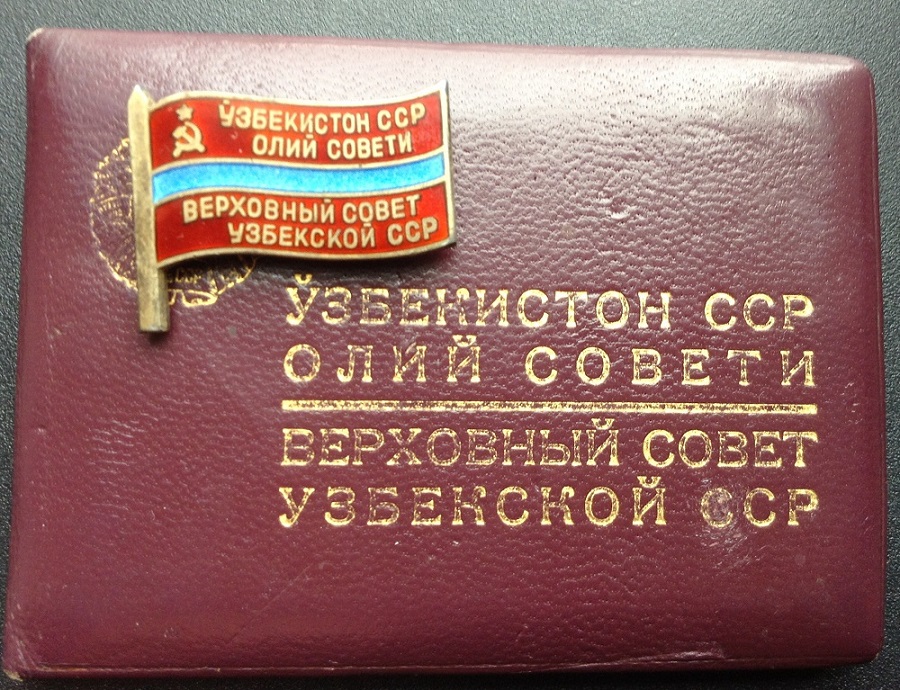 ЎЗБЕКИСТОН ССР
ОЛИЙ СОВЕТИ
ВЕРХОВНЫЙ СОВЕТ
УЗБЕКСКОЙ ССР
ЎЗБЕКИСТОН ССР
ОЛИЙ СОВЕТИ
ВЕРХОВНЫЙ СОВЕТ
УЗБЕКСКОЙ ССР